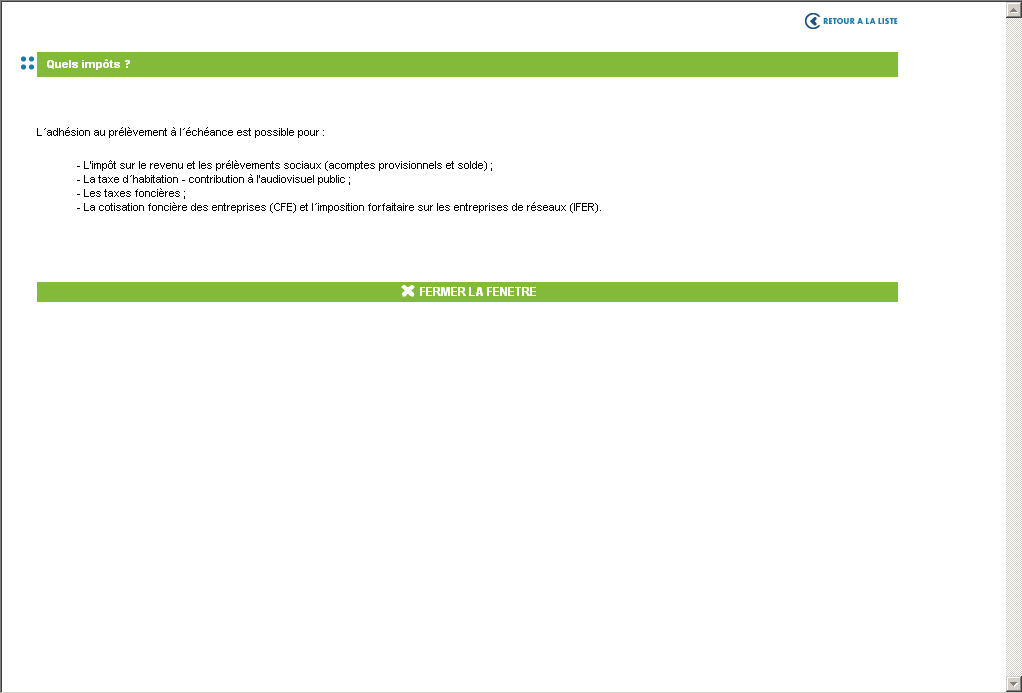 RETOUR A LA LISTE
Quels impôts ?
L´adhésion au prélèvement à l´échéance est possible pour :
- L'impôt sur le revenu et les prélèvements sociaux (acomptes provisionnels et solde) ;
- La taxe d´habitation - contribution à l'audiovisuel public ;
- Les taxes foncières ;
- La cotisation foncière des entreprises (CFE) et l´imposition forfaitaire sur les entreprises de réseaux (IFER).
FERMER LA FENETRE